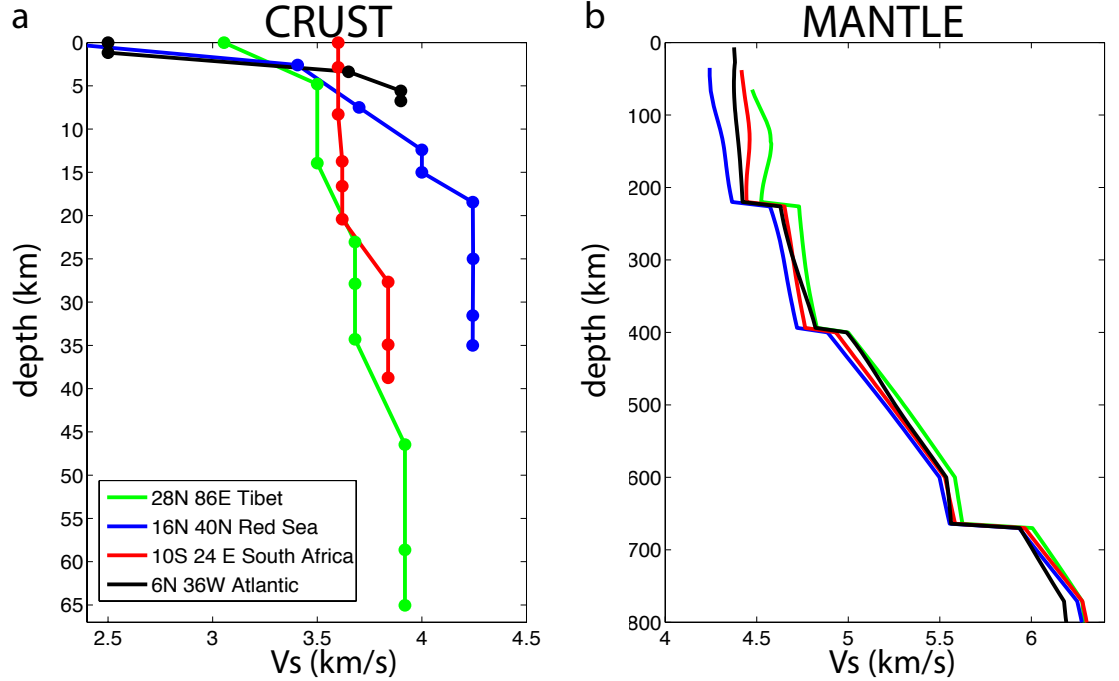 a
CRUST
0
5
10
15
20
25
30
35
40
45
50
55
60
65
depth (km)
28N 86E Tibet
16N 40N Red Sea
10S 24 E South Africa
6N 36W Atlantic
2.5 3 3.5 4 4.5
Vs (km/s)
b
MANTLE
0
100
200
300
400
500
600
700
800
depth (km)
4 4.5 5 5.5 6
Vs (km/s)